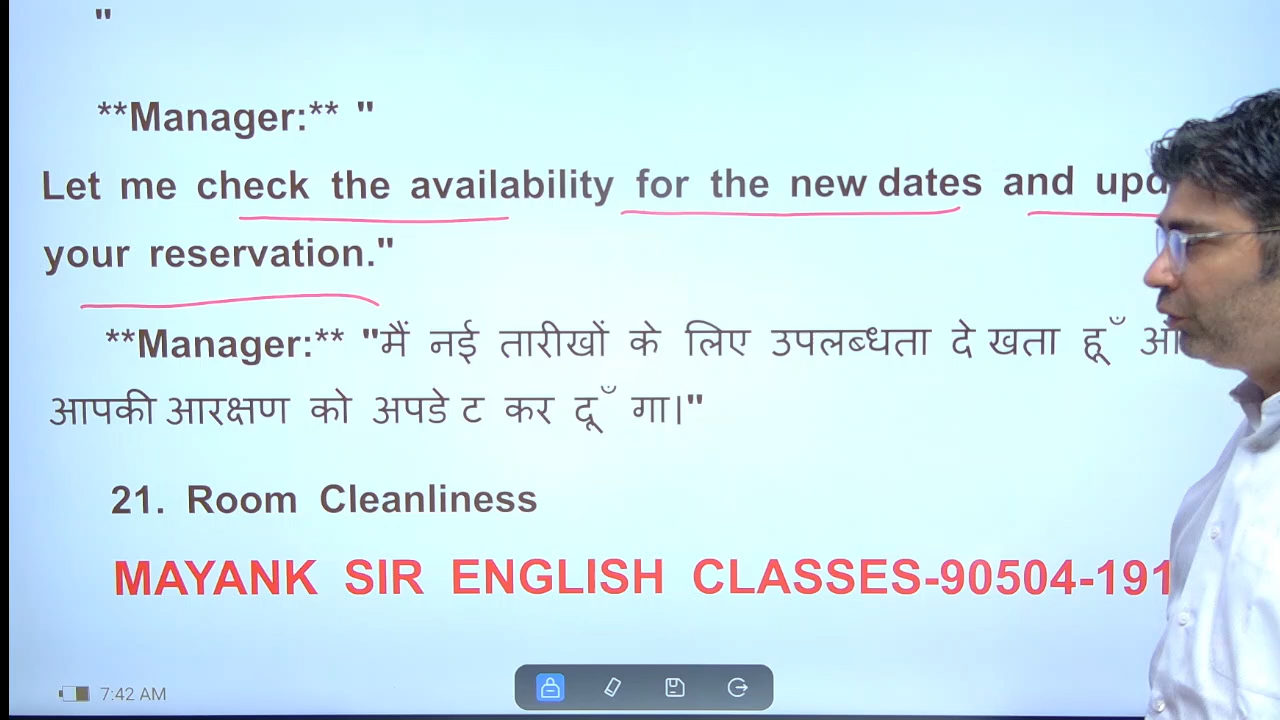 "
**Manager:** "
Let me check the availability for the new dates and upd
your reservation."
**Manager:** "मैं नई तारीखों के लिए उपलब्धता दे खता हूँ
आपकी आरक्षण को अपडे ट कर दूँ गा।"
21. Room Cleanliness
MAYANK SIR ENGLISH CLASSES-90504-191
7:42 AM